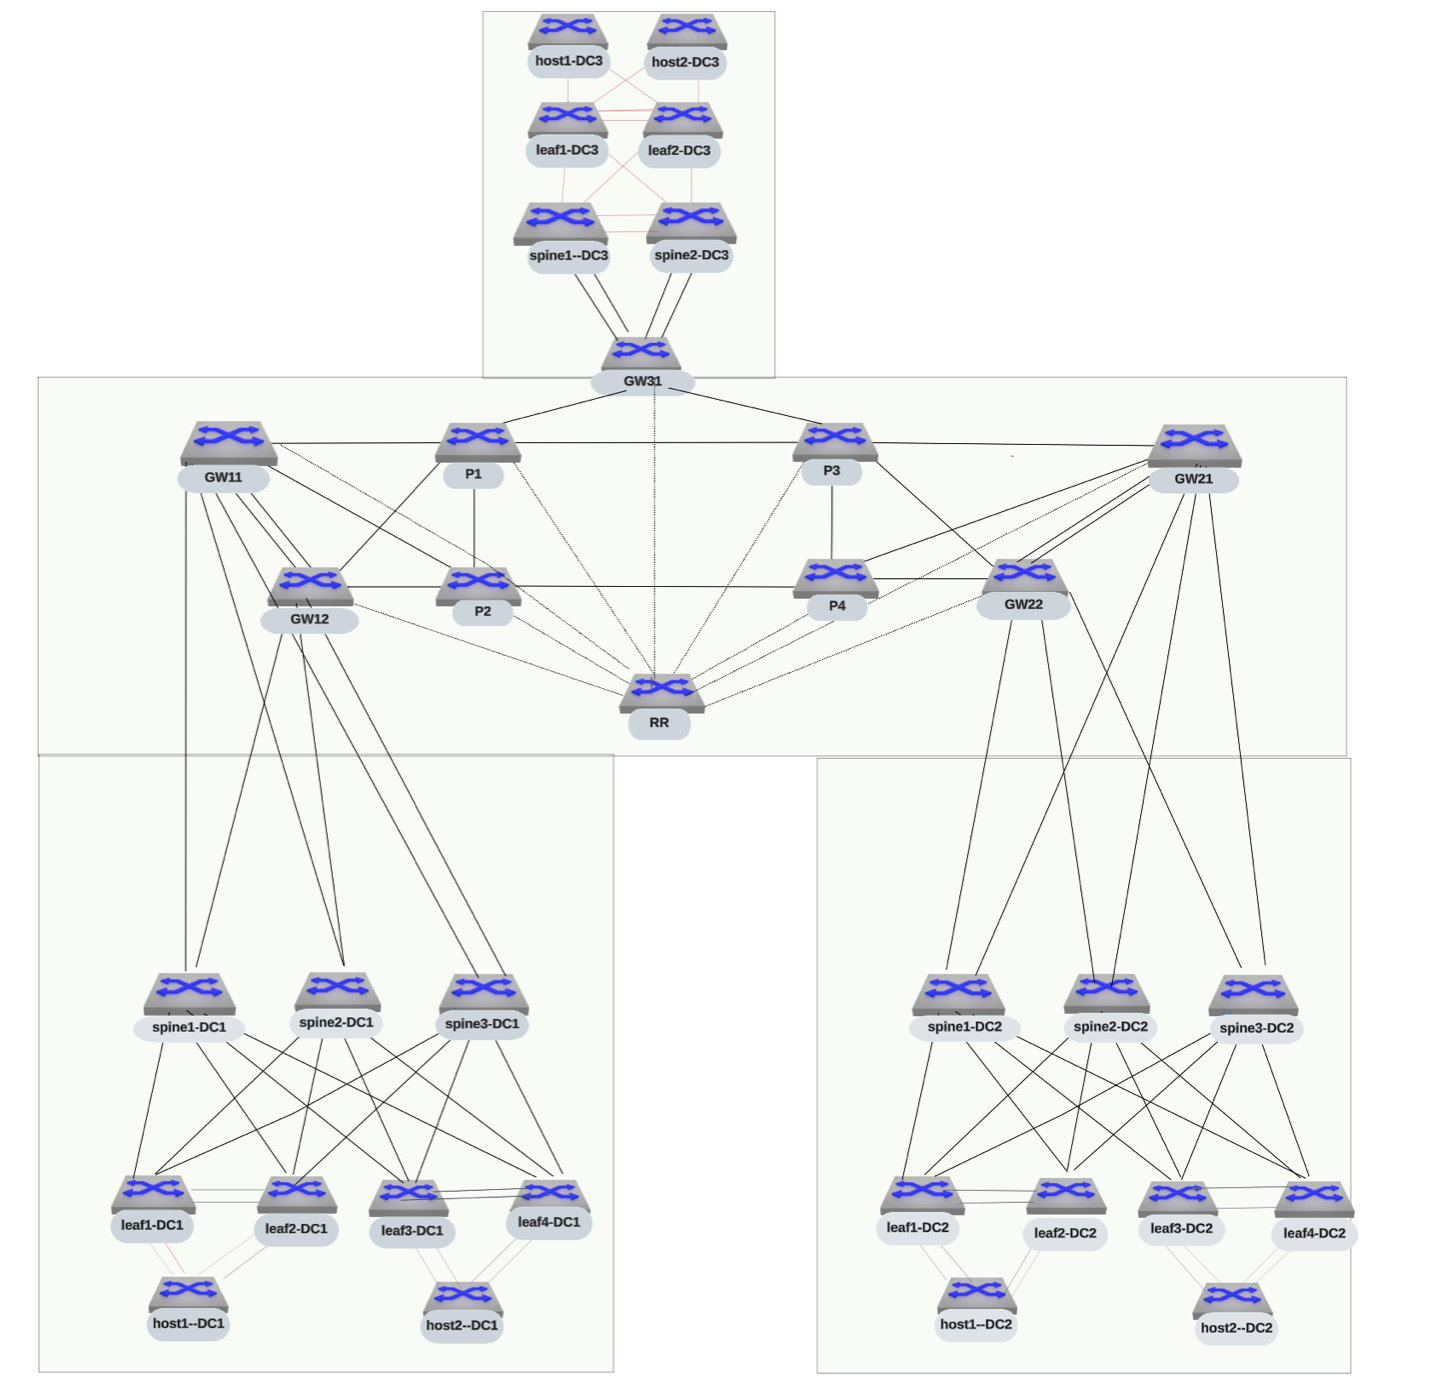 host1-DC3
host2-DC3
leaf1-DC3
leaf2-DC3
spine1--DC3
spine2-DC3
GW31
GW11
P1
P3
GW21
GW12
P2
P4
GW22
RR
spine1-DC1
spine2-DC1
spine3-DC1
spine1-DC2
spine2-DC2
spine3-DC2
leaf1-DC1
leaf2-DC1
leaf3-DC1
leaf4-DC1
leaf1-DC2
leaf2-DC2
leaf3-DC2
leaf4-DC2
host1--DC1
host2--DC1
host1--DC2
host2--DC2